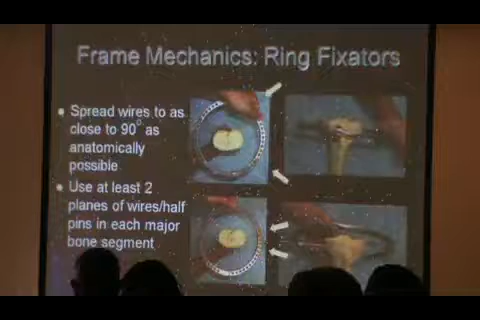 Frame Mechanics: Ring Fixators
Spread wires to as
close to 90° as
anatomically
possible
Use at least 2
planes of wires/half
pins in each major
bone segment